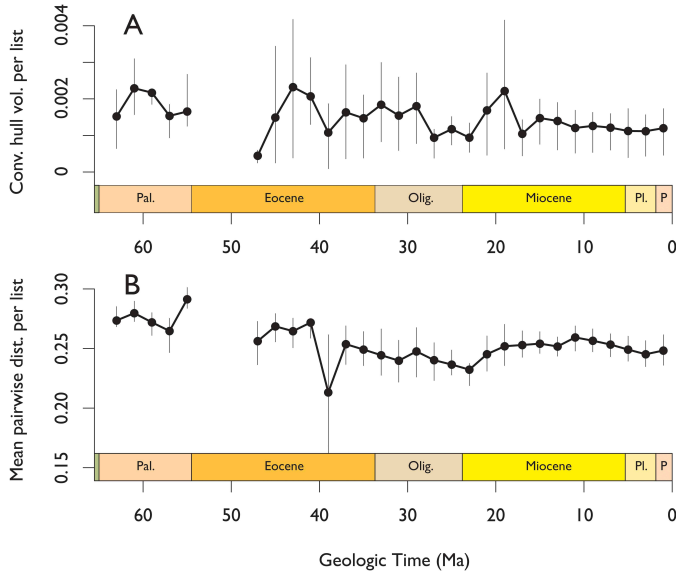 A
Conv. hull vol. per list
0.004
0.002
0
Pal. Eocene Olig. Miocene Pl. P
60 50 40 30 20 10 0
B
Mean pairwise dist. per list
0.30
0.25
0.20
0.15
Pal. Eocene Olig. Miocene Pl. P
60 50 40 30 20 10 0
Geologic Time (Ma)